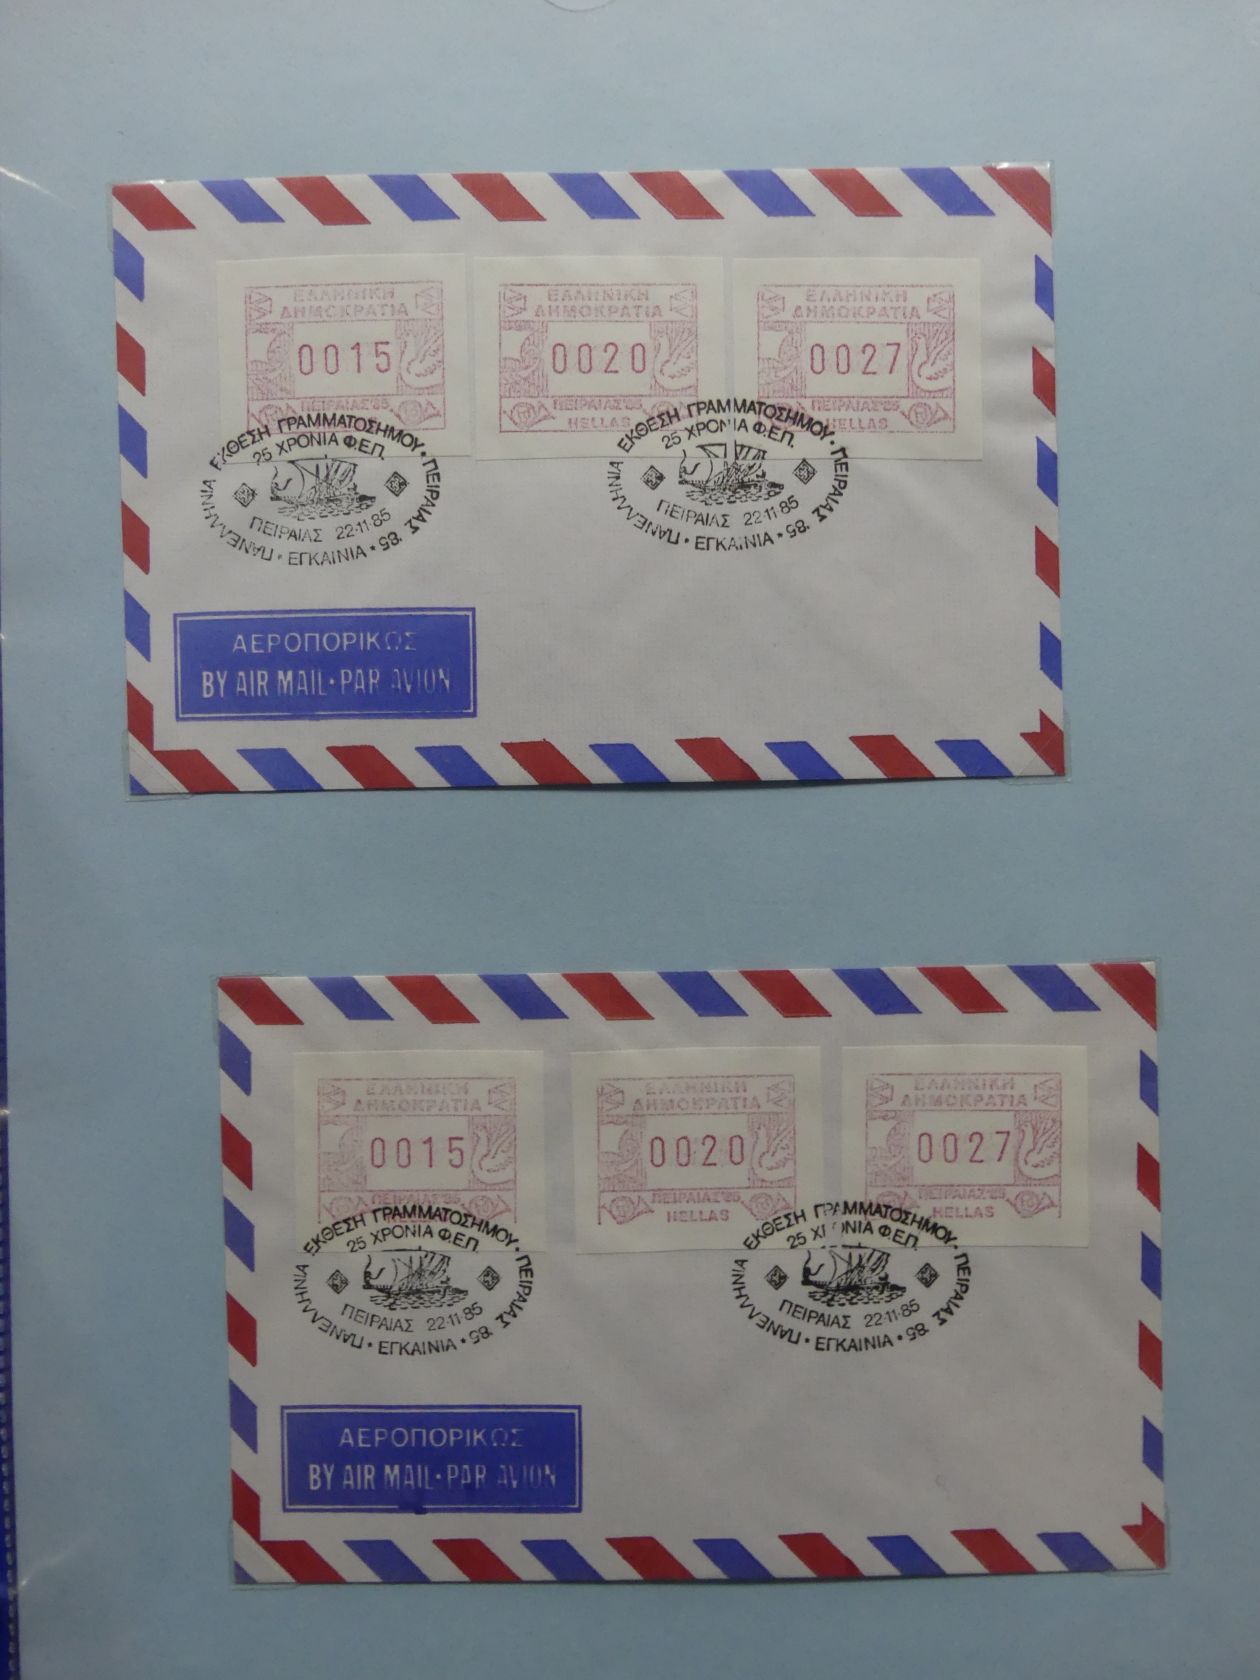 ΕΛΛΗΝΙΚΗ
ΔΗΜΟΚΡΑΤΙΑ
0015
ΠΕΙΡΑΙΑΣ'85
ΕΛΛΗΝΙΚΗ
ΔΗΜΟΚΡΑΤΙΑ
0020
ΠΕΙΡΑΙΑΣ'85
HELLAS
ΕΛΛΗΝΙΚΗ
ΔΗΜΟΚΡΑΤΙΑ
0027
ΠΕΙΡΑΙΑΣ'85
HELLAS
ΠΑΝΕΛΛΗΝΙΑ ΕΚΘΕΣΗ ΓΡΑΜΜΑΤΟΣΗΜΟΥ • ΠΕΙΡΑΙΑΣ '85
25 ΧΡΟΝΙΑ Φ.Ε.Π.
ΠΕΙΡΑΙΑΣ 22·11·85
• ΕΓΚΑΙΝΙΑ •
ΠΑΝΕΛΛΗΝΙΑ ΕΚΘΕΣΗ ΓΡΑΜΜΑΤΟΣΗΜΟΥ • ΠΕΙΡΑΙΑΣ '85
25 ΧΡΟΝΙΑ Φ.Ε.Π.
ΠΕΙΡΑΙΑΣ 22·11·85
• ΕΓΚΑΙΝΙΑ •
ΑΕΡΟΠΟΡΙΚΩΣ
BY AIR MAIL·PAR AVION
ΕΛΛΗΝΙΚΗ
ΔΗΜΟΚΡΑΤΙΑ
0015
ΠΕΙΡΑΙΑΣ'85
ΕΛΛΗΝΙΚΗ
ΔΗΜΟΚΡΑΤΙΑ
0020
ΠΕΙΡΑΙΑΣ'85
HELLAS
ΕΛΛΗΝΙΚΗ
ΔΗΜΟΚΡΑΤΙΑ
0027
ΠΕΙΡΑΙΑΣ'85
HELLAS
ΠΑΝΕΛΛΗΝΙΑ ΕΚΘΕΣΗ ΓΡΑΜΜΑΤΟΣΗΜΟΥ • ΠΕΙΡΑΙΑΣ '85
25 ΧΡΟΝΙΑ Φ.Ε.Π.
ΠΕΙΡΑΙΑΣ 22·11·85
• ΕΓΚΑΙΝΙΑ •
ΠΑΝΕΛΛΗΝΙΑ ΕΚΘΕΣΗ ΓΡΑΜΜΑΤΟΣΗΜΟΥ • ΠΕΙΡΑΙΑΣ '85
25 ΧΡΟΝΙΑ Φ.Ε.Π.
ΠΕΙΡΑΙΑΣ 22·11·85
• ΕΓΚΑΙΝΙΑ •
ΑΕΡΟΠΟΡΙΚΩΣ
BY AIR MAIL·PAR AVION